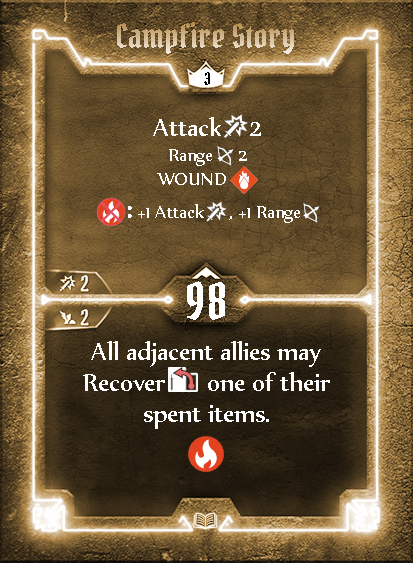 Campfire Story
3
Attack 2
Range 2
WOUND
: +1 Attack , +1 Range
2
98
2
All adjacent allies may
Recover one of their
spent items.